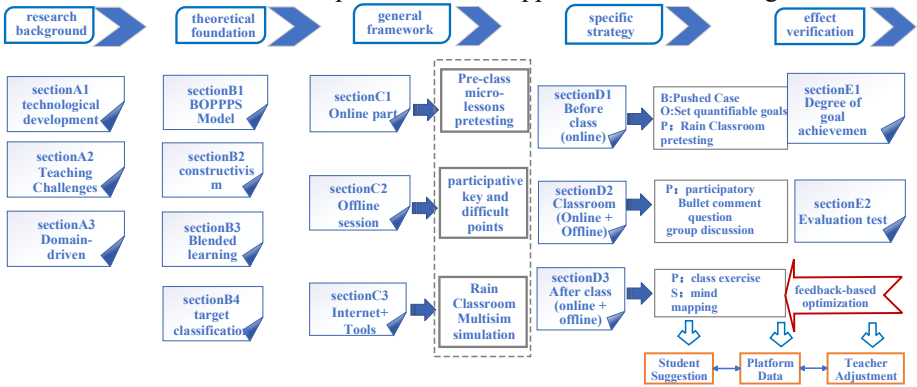 research
background
theoretical
foundation
general
framework
specific
strategy
effect
verification
sectionA1
technological
development
sectionA2
Teaching
Challenges
sectionA3
Domain-
driven
sectionB1
BOPPPS
Model
sectionB2
constructivis
m
sectionB3
Blended
learning
sectionB4
target
classification
sectionC1
Online part
sectionC2
Offline
session
sectionC3
Internet+
Tools
Pre-class
micro-
lessons
pretesting
participative
key and
difficult
points
Rain
Classroom
Multisim
simulation
sectionD1
Before
class
(online)
sectionD2
Classroom
(Online +
Offline)
sectionD3
After class
(online +
offline)
B:Pushed Case
O:Set quantifiable goals
P：Rain Classroom
pretesting
P：participatory
Bullet comment
question
group discussion
P：class exercise
S：mind
mapping
sectionE1
Degree of
goal
achievemen
sectionE2
Evaluation test
feedback-based
optimization
Student
Suggestion
Platform
Data
Teacher
Adjustment